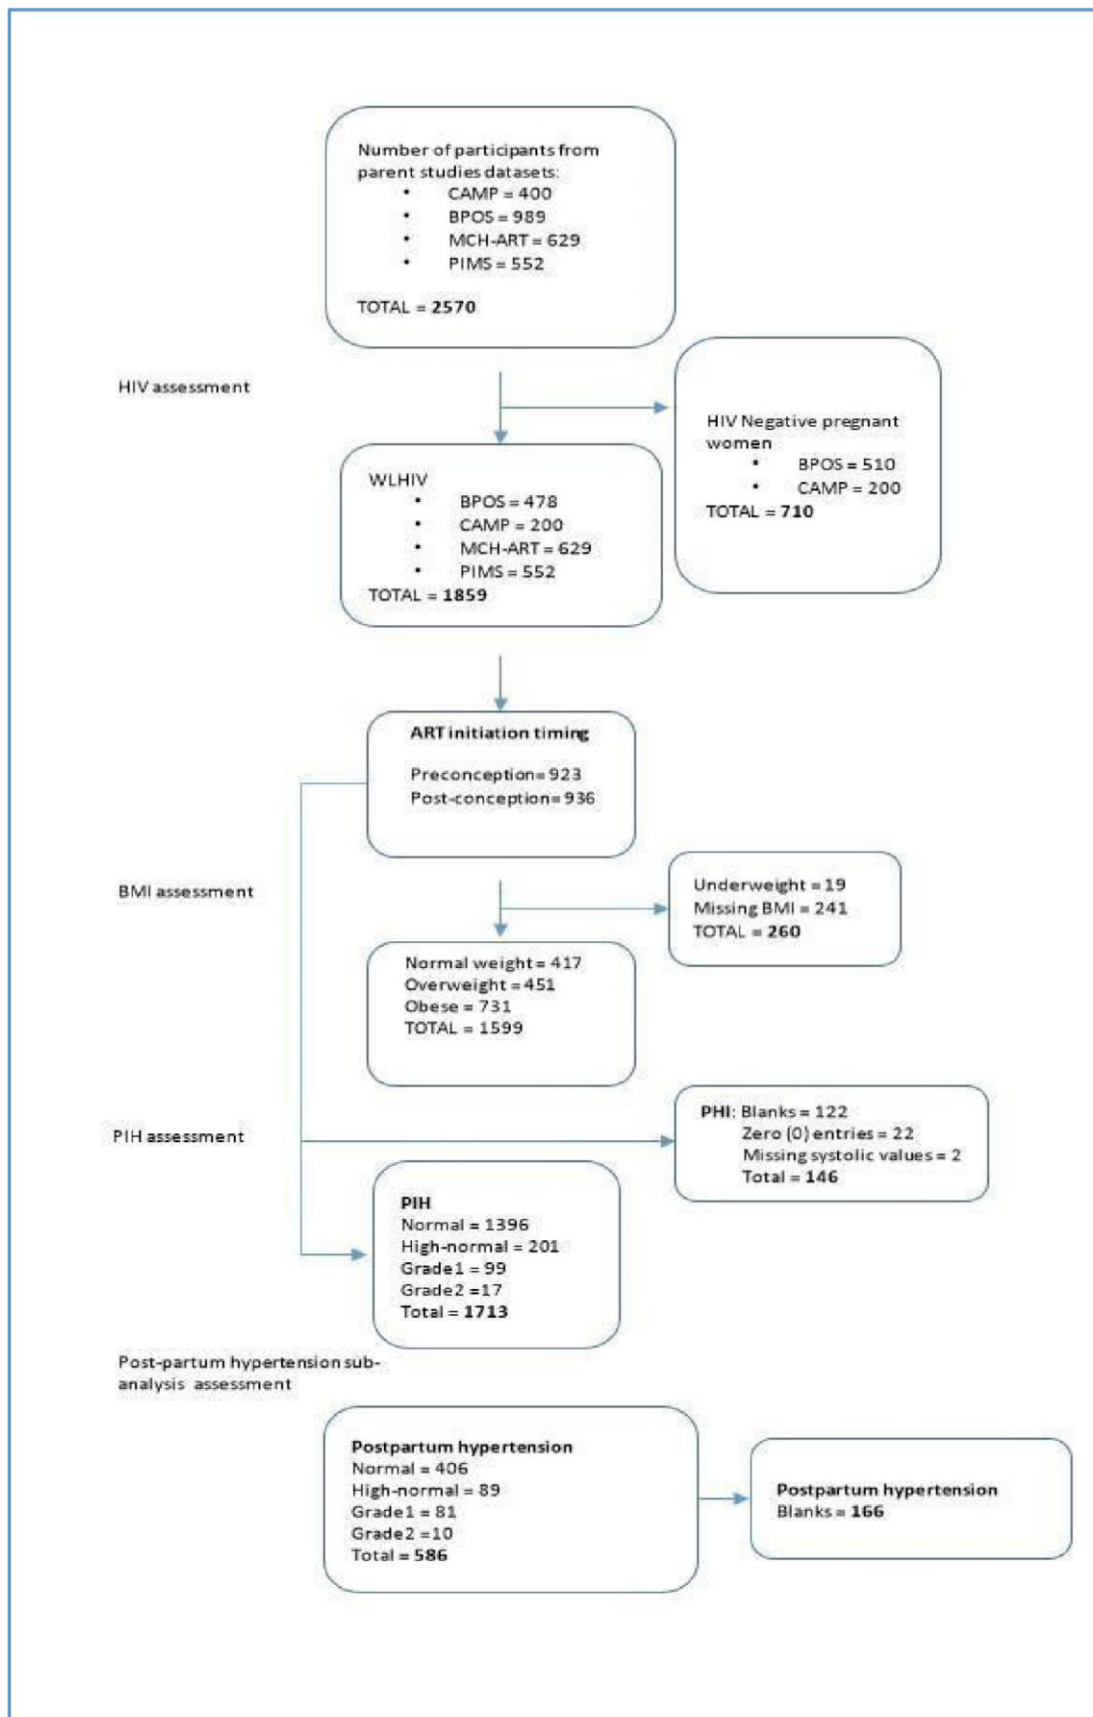 Number of participants from
parent studies datasets:
• CAMP = 400
• BPOS = 989
• MCH-ART = 629
• PIMS = 552
TOTAL = 2570
HIV assessment
HIV Negative pregnant
women
• BPOS = 510
• CAMP = 200
TOTAL = 710
WLHIV
• BPOS = 478
• CAMP = 200
• MCH-ART = 629
• PIMS = 552
TOTAL = 1859
ART initiation timing
Preconception= 923
Post-conception= 936
BMI assessment
Underweight = 19
Missing BMI = 241
TOTAL = 260
Normal weight = 417
Overweight = 451
Obese = 731
TOTAL = 1599
PIH assessment
PHI: Blanks = 122
Zero (0) entries = 22
Missing systolic values = 2
Total = 146
PIH
Normal = 1396
High-normal = 201
Grade1 = 99
Grade2 =17
Total = 1713
Post-partum hypertension sub-
analysis assessment
Postpartum hypertension
Normal = 406
High-normal = 89
Grade1 = 81
Grade2 =10
Total = 586
Postpartum hypertension
Blanks = 166